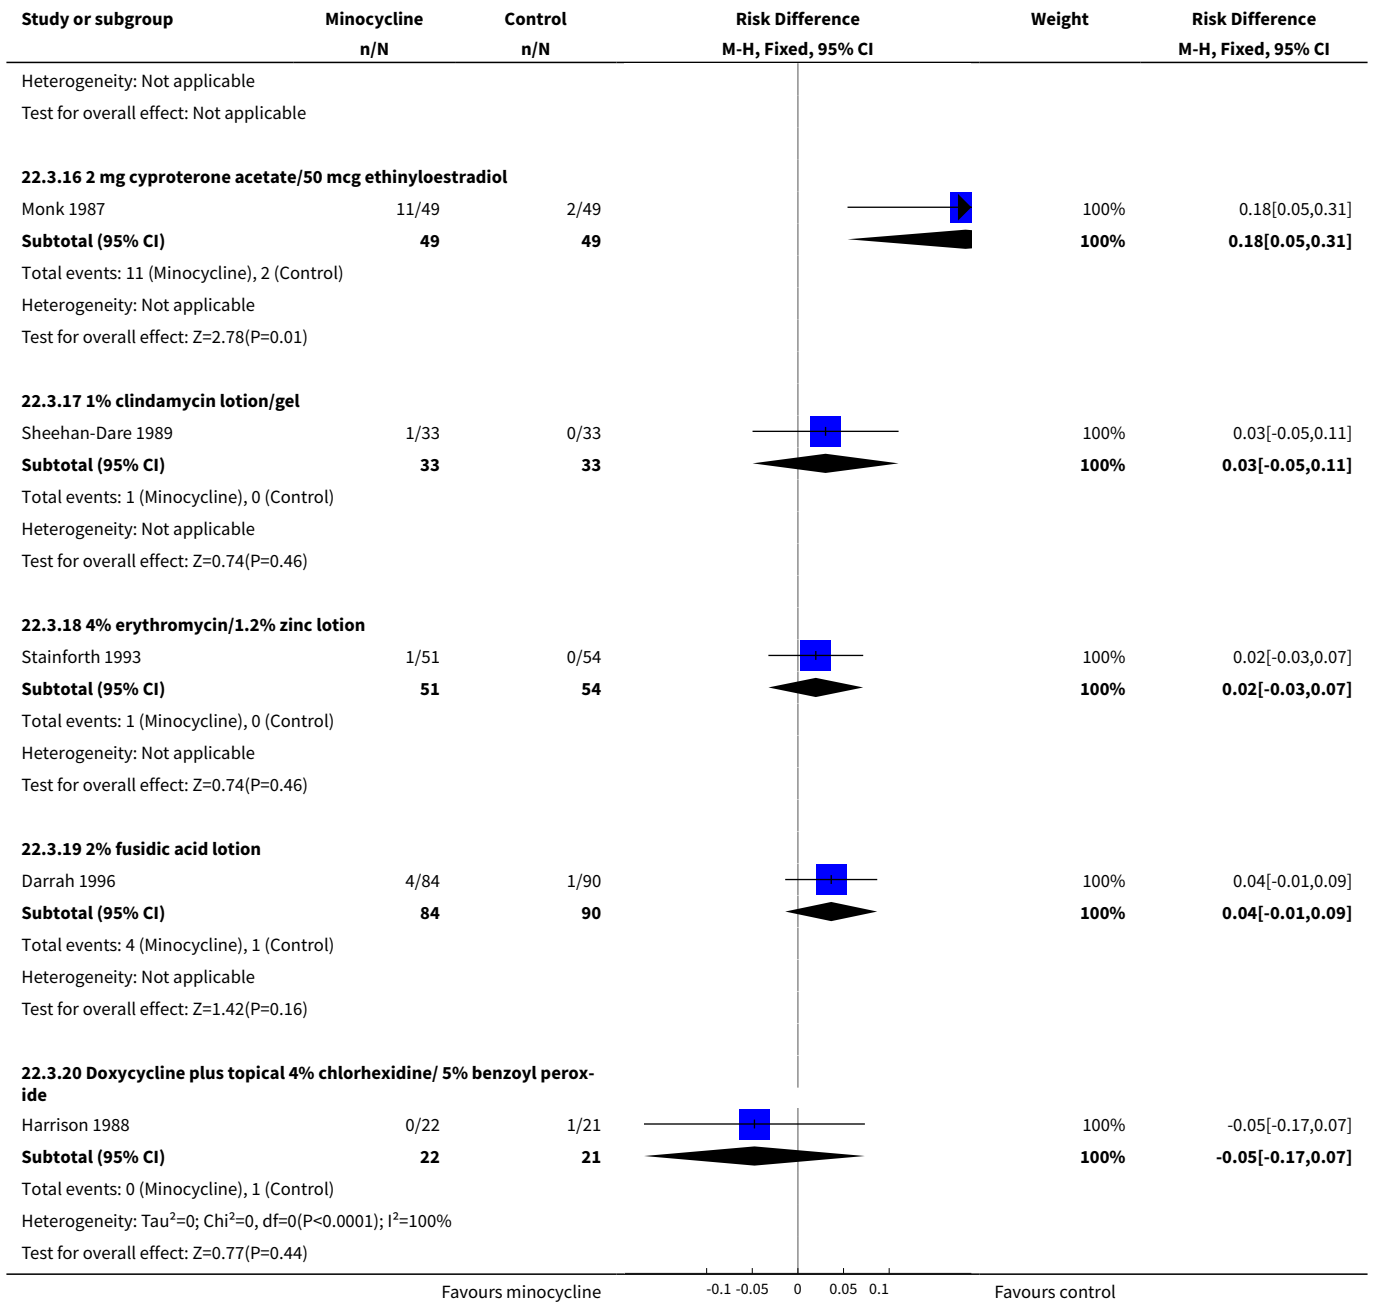 Study or subgroup Minocycline Control Risk Difference Weight Risk Difference
n/N n/N M-H, Fixed, 95% CI M-H, Fixed, 95% CI
Heterogeneity: Not applicable
Test for overall effect: Not applicable
22.3.16 2 mg cyproterone acetate/50 mcg ethinyloestradiol
Monk 1987 11/49 2/49 100% 0.18[0.05,0.31]
Subtotal (95% CI) 49 49 100% 0.18[0.05,0.31]
Total events: 11 (Minocycline), 2 (Control)
Heterogeneity: Not applicable
Test for overall effect: Z=2.78(P=0.01)
22.3.17 1% clindamycin lotion/gel
Sheehan-Dare 1989 1/33 0/33 100% 0.03[-0.05,0.11]
Subtotal (95% CI) 33 33 100% 0.03[-0.05,0.11]
Total events: 1 (Minocycline), 0 (Control)
Heterogeneity: Not applicable
Test for overall effect: Z=0.74(P=0.46)
22.3.18 4% erythromycin/1.2% zinc lotion
Stainforth 1993 1/51 0/54 100% 0.02[-0.03,0.07]
Subtotal (95% CI) 51 54 100% 0.02[-0.03,0.07]
Total events: 1 (Minocycline), 0 (Control)
Heterogeneity: Not applicable
Test for overall effect: Z=0.74(P=0.46)
22.3.19 2% fusidic acid lotion
Darrah 1996 4/84 1/90 100% 0.04[-0.01,0.09]
Subtotal (95% CI) 84 90 100% 0.04[-0.01,0.09]
Total events: 4 (Minocycline), 1 (Control)
Heterogeneity: Not applicable
Test for overall effect: Z=1.42(P=0.16)
22.3.20 Doxycycline plus topical 4% chlorhexidine/ 5% benzoyl perox-
ide
Harrison 1988 0/22 1/21 100% -0.05[-0.17,0.07]
Subtotal (95% CI) 22 21 100% -0.05[-0.17,0.07]
Total events: 0 (Minocycline), 1 (Control)
Heterogeneity: Tau²=0; Chi²=0, df=0(P<0.0001); I²=100%
Test for overall effect: Z=0.77(P=0.44)
Favours minocycline -0.1 -0.05 0 0.05 0.1 Favours control